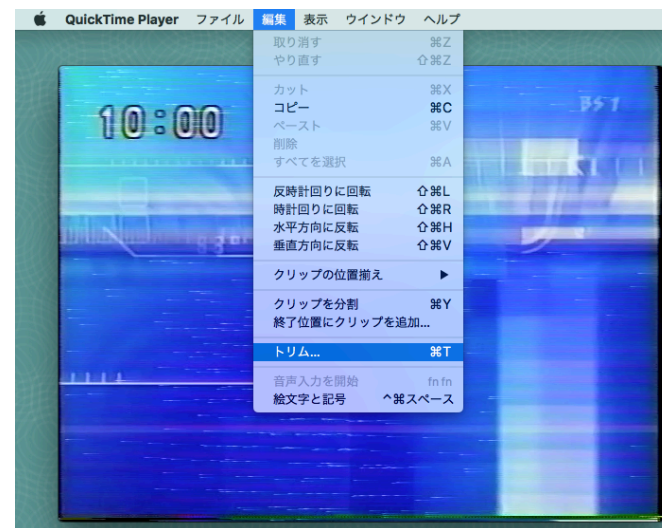 QuickTime Player ファイル 編集 表示 ウインドウ ヘルプ
取り消す ⌘Z
やり直す ⇧⌘Z
カット ⌘X
コピー ⌘C
ペースト ⌘V
削除
すべてを選択 ⌘A
反時計回りに回転 ⇧⌘L
時計回りに回転 ⇧⌘R
水平方向に反転 ⇧⌘H
垂直方向に反転 ⇧⌘V
クリップの位置揃え ▶
クリップを分割 ⌘Y
終了位置にクリップを追加...
トリム... ⌘T
音声入力を開始 fn fn
絵文字と記号 ^⌘スペース
10:00
BS7